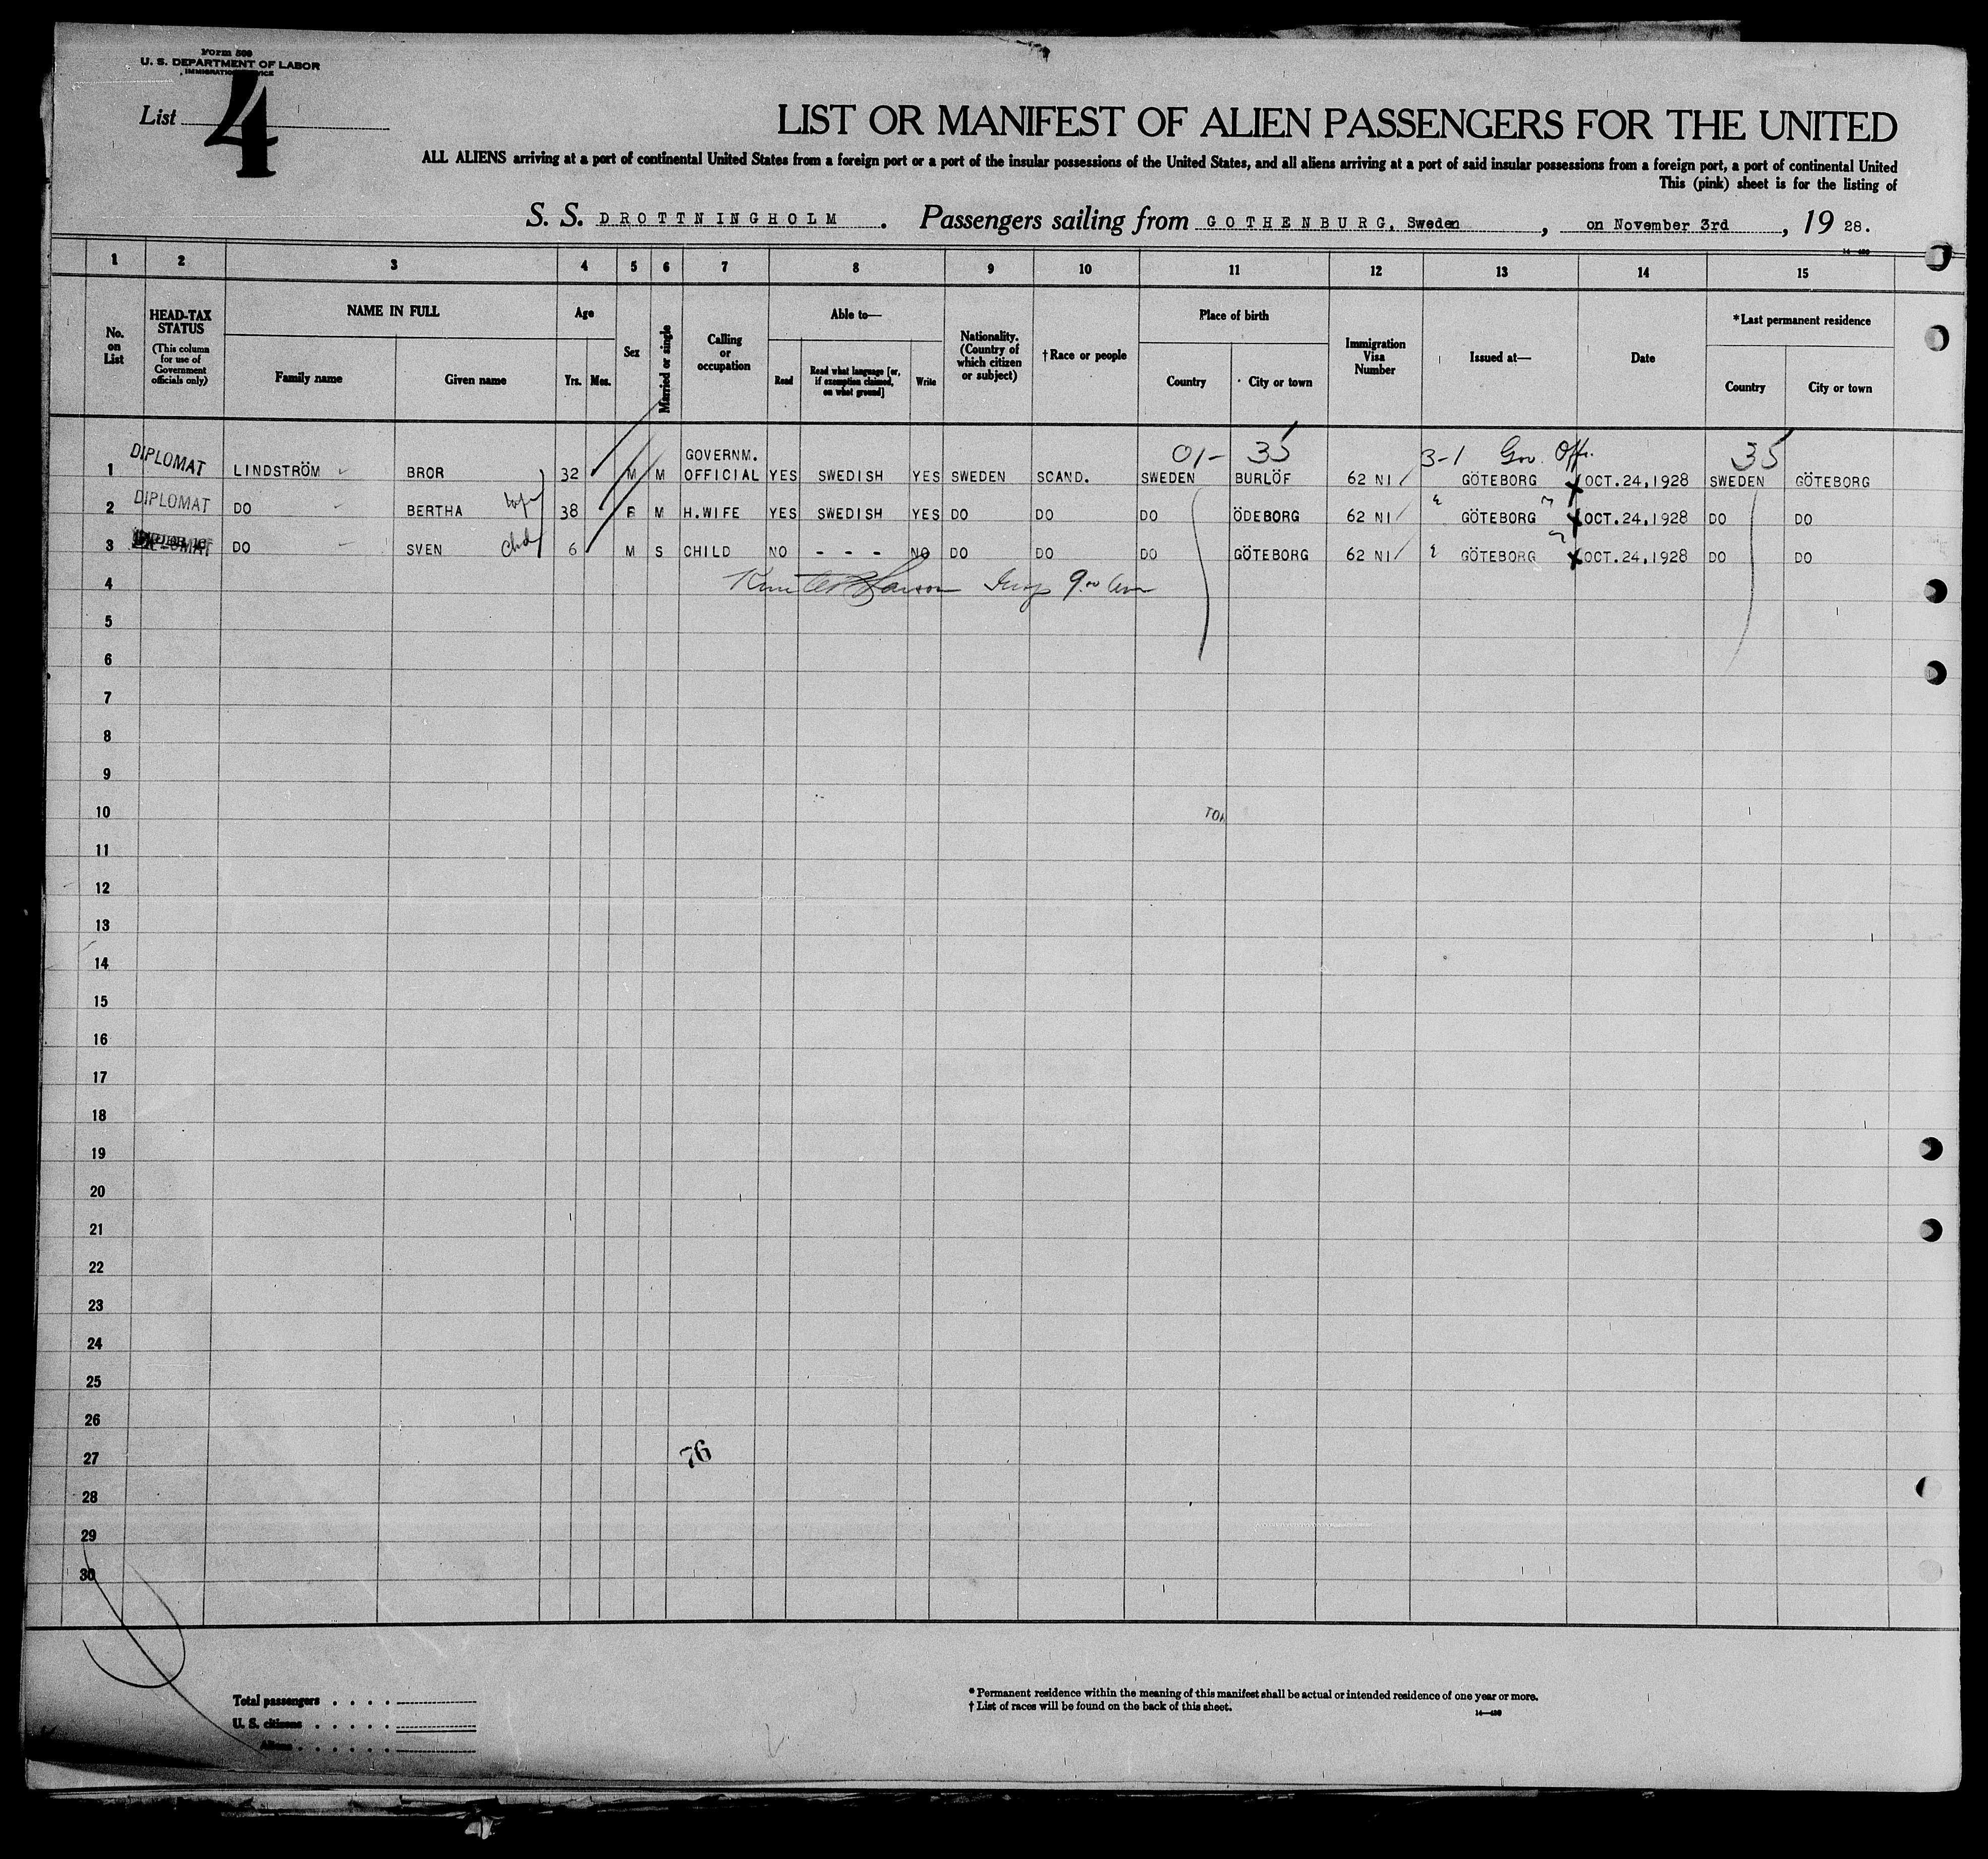 Form 500
U. S. DEPARTMENT OF LABOR
IMMIGRATION SERVICE
List 4
LIST OR MANIFEST OF ALIEN PASSENGERS FOR THE UNITED
ALL ALIENS arriving at a port of continental United States from a foreign port or a port of the insular possessions of the United States, and all aliens arriving at a port of said insular possessions from a foreign port, a port of continental United
This (pink) sheet is for the listing of
S. S. DROTTNINGHOLM. Passengers sailing from GOTHENBURG, Sweden, on November 3rd, 19 28.
1 2 3 4 5 6 7 8 9 10 11 12 13 14 15
No. on List
HEAD-TAX STATUS
(This column for use of Government officials only)
NAME IN FULL
Family name Given name
Age
Yrs. Mos.
Sex
Married or single
Calling or occupation
Able to—
Read
Read what language [or, if exemption claimed, on what ground]
Write
Nationality. (Country of which citizen or subject)
† Race or people
Place of birth
Country City or town
Immigration Visa Number
Issued at—
Date
*Last permanent residence
Country City or town
01- 35 3-1 Gov. Offi. 35
1 DIPLOMAT LINDSTRÖM BROR 32 M M GOVERNM. OFFICIAL YES SWEDISH YES SWEDEN SCAND. SWEDEN BURLÖF 62 NI GÖTEBORG OCT.24,1928 SWEDEN GÖTEBORG
2 DIPLOMAT DO BERTHA wife 38 F M H.WIFE YES SWEDISH YES DO DO DO ÖDEBORG 62 NI GÖTEBORG OCT.24,1928 DO DO
3 DIPLOMAT DO SVEN chd 6 M S CHILD NO - - - NO DO DO DO GÖTEBORG 62 NI GÖTEBORG OCT.24,1928 DO DO
4
5
6
7
8
9
10
11
12
13
14
15
16
17
18
19
20
21
22
23
24
25
26
27
76
28
29
30
Total passengers . . . .
U. S. citizens . . . . .
Aliens . . . . . .
* Permanent residence within the meaning of this manifest shall be actual or intended residence of one year or more.
† List of races will be found on the back of this sheet.